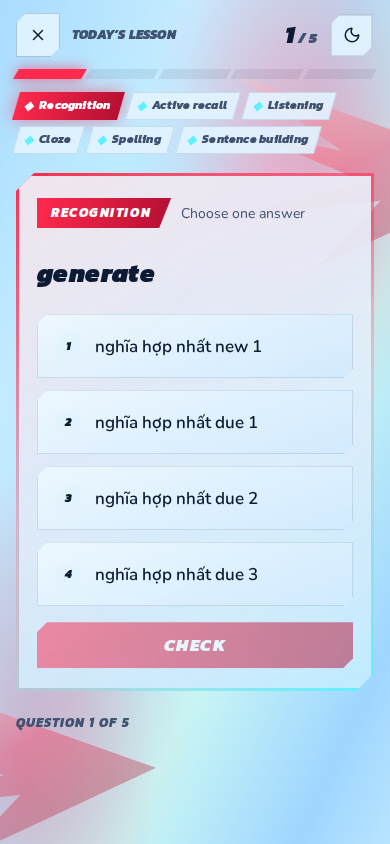 TODAY'S LESSON
1 / 5
Recognition
Active recall
Listening
Cloze
Spelling
Sentence building
RECOGNITION
Choose one answer
generate
1 nghĩa hợp nhất new 1
2 nghĩa hợp nhất due 1
3 nghĩa hợp nhất due 2
4 nghĩa hợp nhất due 3
CHECK
QUESTION 1 OF 5